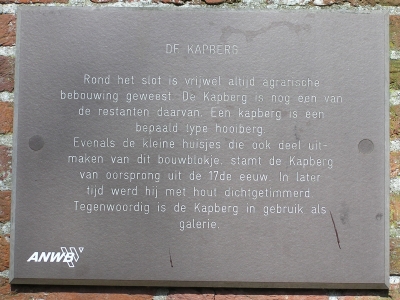 DE KAPBERG
Rond het slot is vrijwel altijd agrarische
bebouwing geweest. De Kapberg is nog een van
de restanten daarvan. Een kapberg is een
bepaald type hooiberg.
Evenals de kleine huisjes die ook deel uit-
maken van dit bouwblokje, stamt de Kapberg
van oorsprong uit de 17de eeuw. In later
tijd werd hij met hout dichtgetimmerd.
Tegenwoordig is de Kapberg in gebruik als
galerie.
ANWB